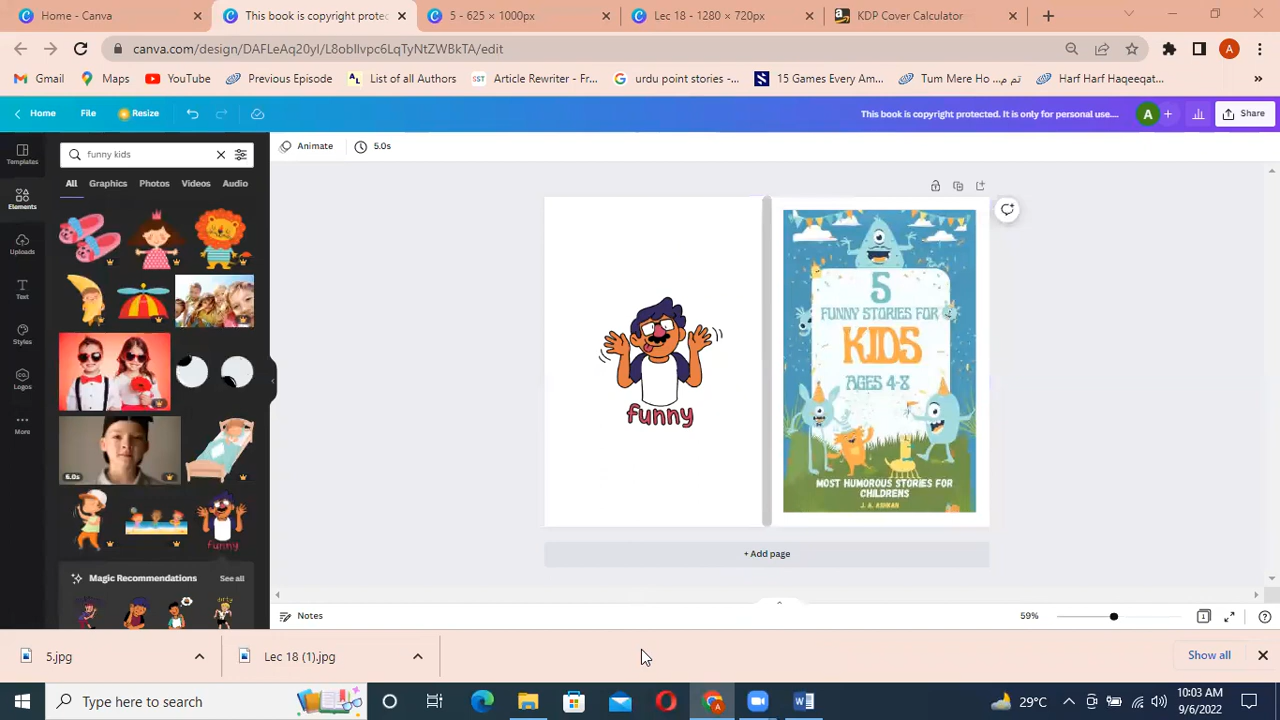 Home - Canva
This book is copyright protec
5 - 625 × 1000px
Lec 18 - 1280 × 720px
KDP Cover Calculator
canva.com/design/DAFLeAq20yI/L8obIlvpc6LqTyNtZWBkTA/edit
A
Gmail
Maps
YouTube
Previous Episode
List of all Authors
Article Rewriter - Fr...
urdu point stories -...
15 Games Every Am...
Tum Mere Ho ... تم م
Harf Harf Haqeeqat...
Home
File
Resize
This book is copyright protected. It is only for personal use....
A
Share
Templates
Elements
Uploads
Text
Styles
Logos
More
funny kids
All
Graphics
Photos
Videos
Audio
6.0s
funny
Magic Recommendations
See all
Animate
5.0s
funny
5
FUNNY STORIES FOR
KIDS
AGES 4-8
MOST HUMOROUS STORIES FOR
CHILDRENS
J. A. ASHKAN
+ Add page
Notes
59%
1
5.jpg
Lec 18 (1).jpg
Show all
Type here to search
29°C
10:03 AM
9/6/2022